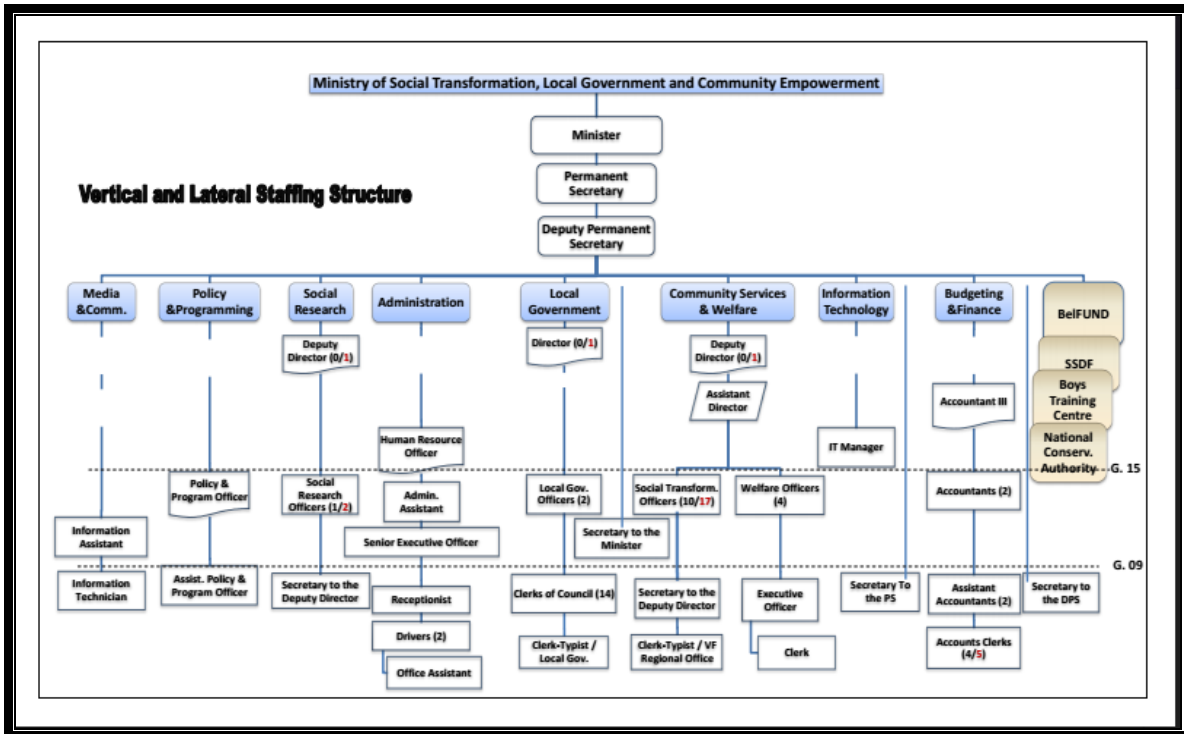 Ministry of Social Transformation, Local Government and Community Empowerment
Minister
Permanent
Secretary
Vertical and Lateral Staffing Structure
Deputy Permanent
Secretary
Media
&Comm.
Policy
&Programming
Social
Research
Administration
Local
Government
Community Services
& Welfare
Information
Technology
Budgeting
&Finance
BelFUND
SSDF
Boys
Training
Centre
National
Conserv.
Authority
Deputy
Director (0/1)
Director (0/1)
Deputy
Director (0/1)
Assistant
Director
Accountant III
Human Resource
Officer
IT Manager
G. 15
Policy &
Program Officer
Social
Research
Officers (1/2)
Admin.
Assistant
Local Gov.
Officers (2)
Social Transform.
Officers (10/17)
Welfare Officers
(4)
Accountants (2)
Information
Assistant
Senior Executive Officer
Secretary to the
Minister
G. 09
Information
Technician
Assist. Policy &
Program Officer
Secretary to the
Deputy Director
Receptionist
Clerks of Council (14)
Secretary to the
Deputy Director
Executive
Officer
Secretary To
the PS
Assistant
Accountants (2)
Secretary to
the DPS
Drivers (2)
Office Assistant
Clerk-Typist /
Local Gov.
Clerk-Typist / VF
Regional Office
Clerk
Accounts Clerks
(4/5)